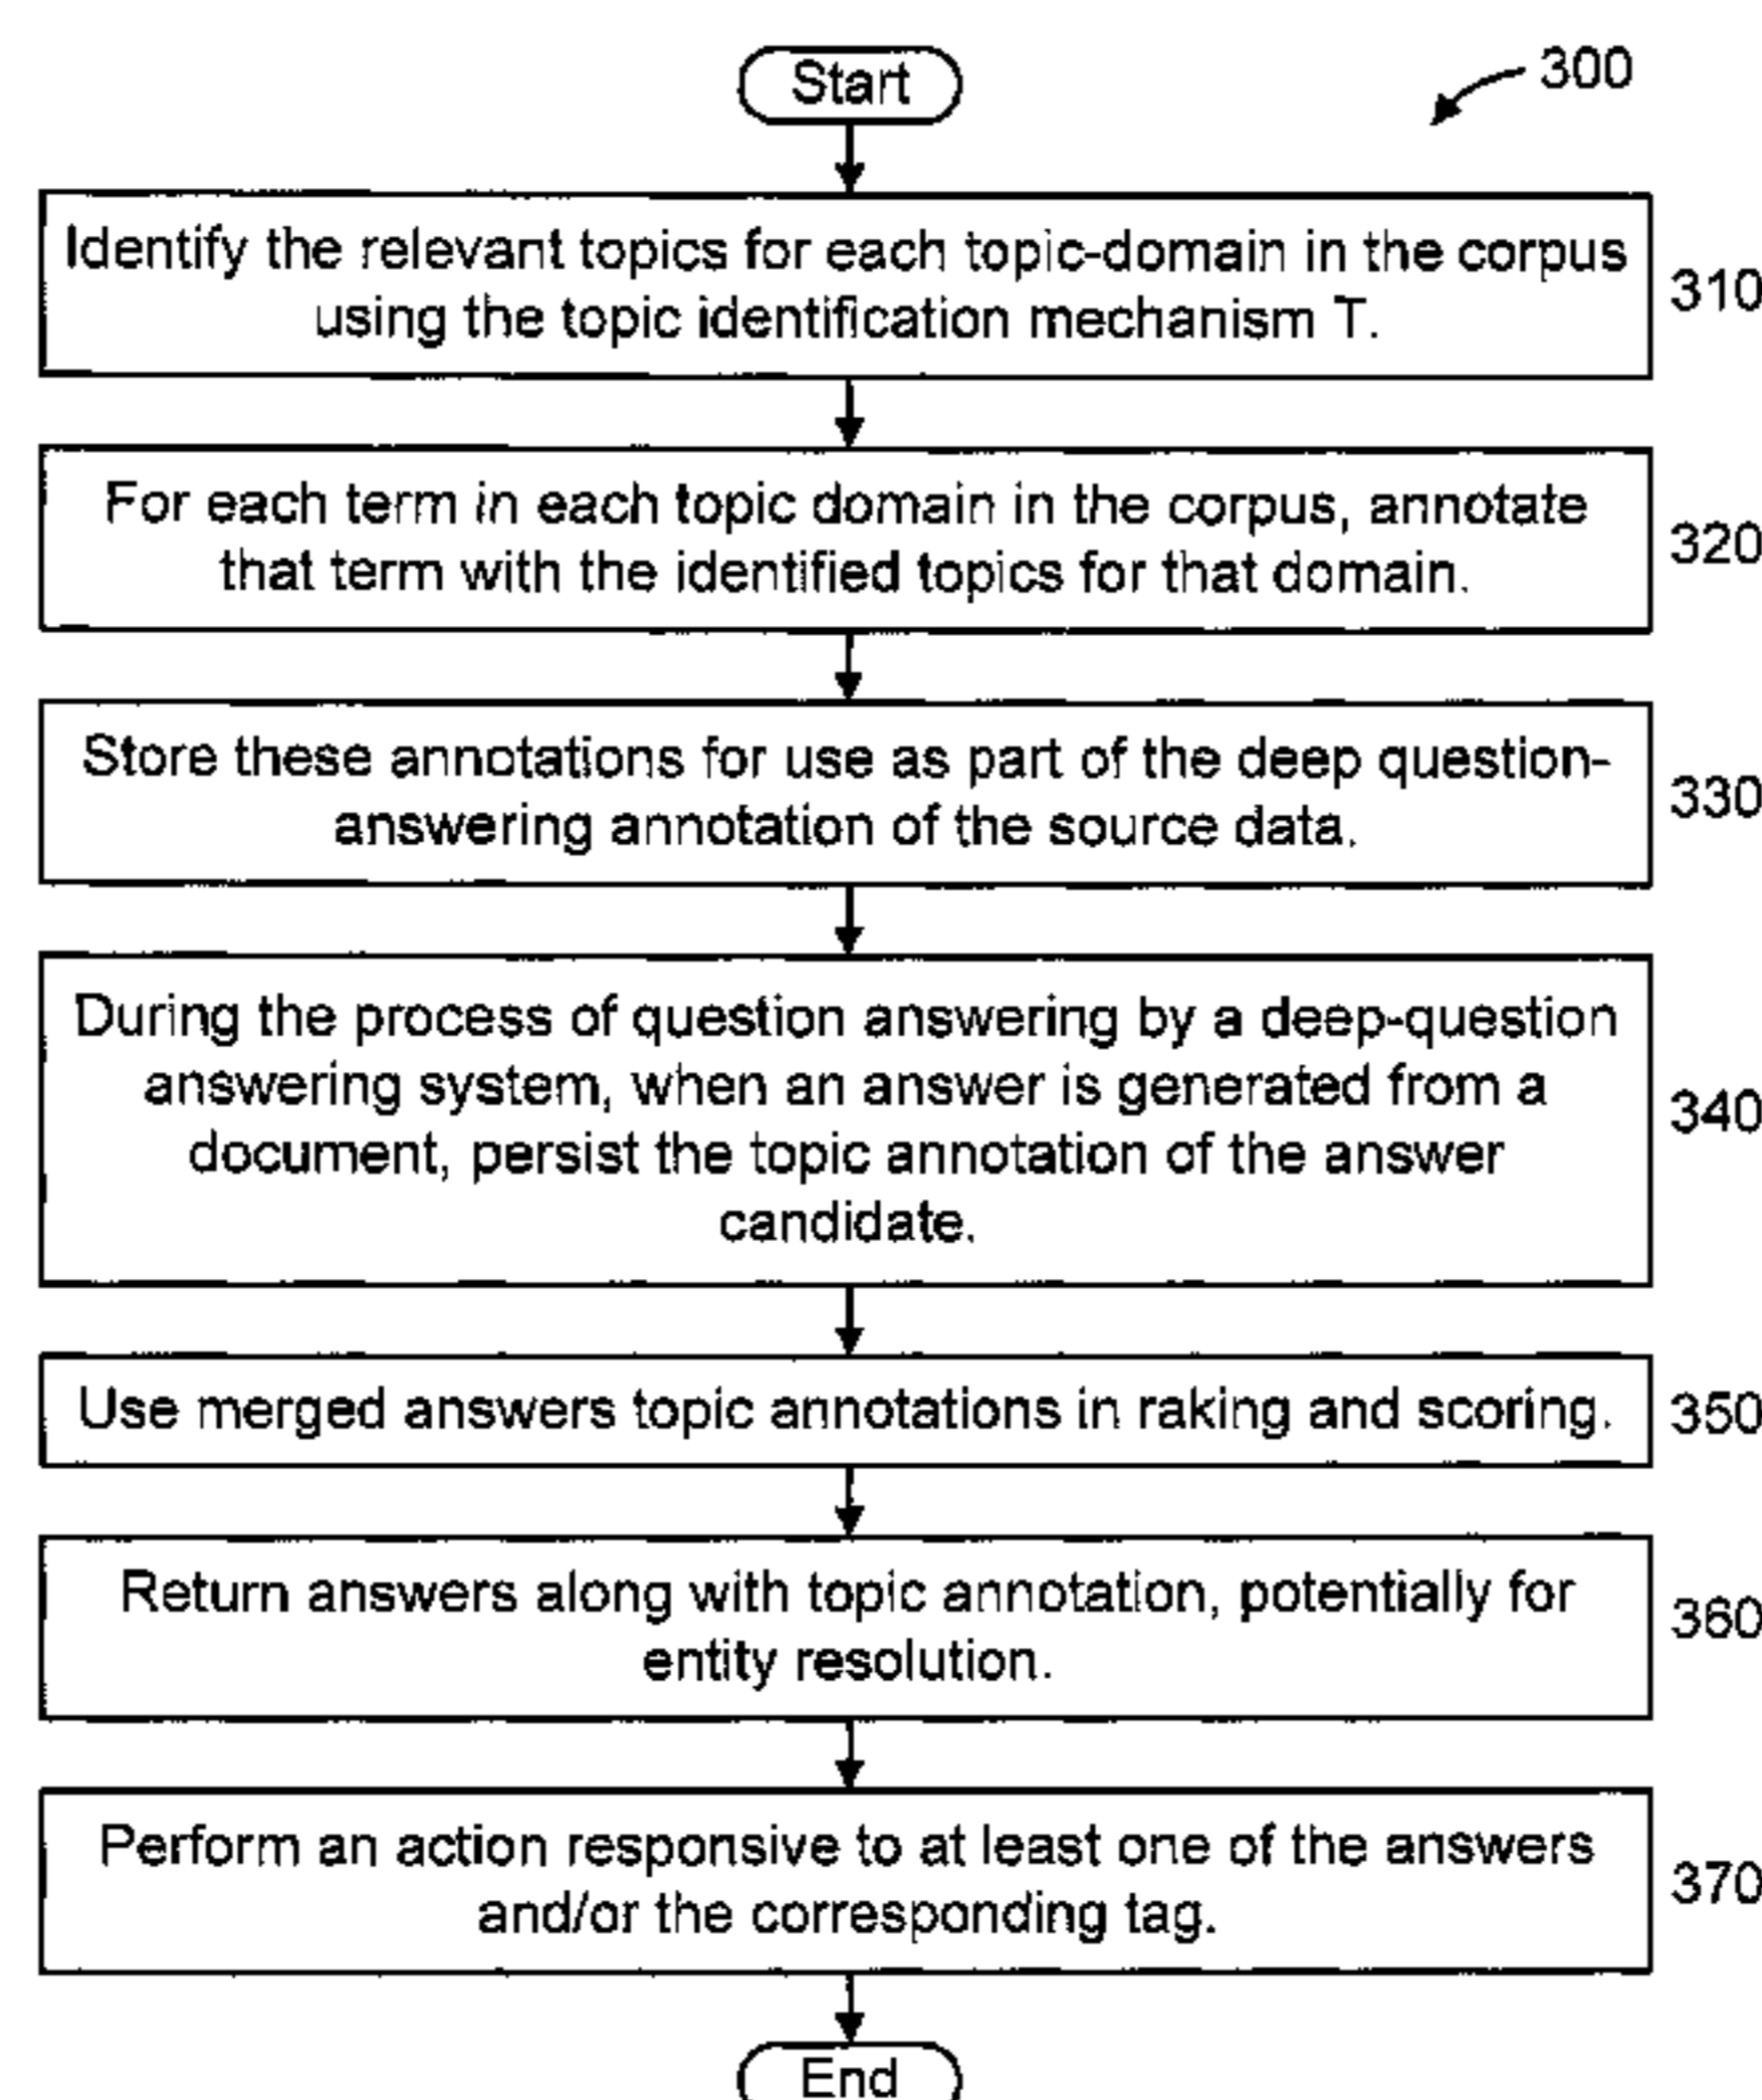 Start
300
Identify the relevant topics for each topic-domain in the corpus
using the topic identification mechanism T.
310
For each term in each topic domain in the corpus, annotate
that term with the identified topics for that domain.
320
Store these annotations for use as part of the deep question-
answering annotation of the source data.
330
During the process of question answering by a deep-question
answering system, when an answer is generated from a
document, persist the topic annotation of the answer
candidate.
340
Use merged answers topic annotations in raking and scoring.
350
Return answers along with topic annotation, potentially for
entity resolution.
360
Perform an action responsive to at least one of the answers
and/or the corresponding tag.
370
End